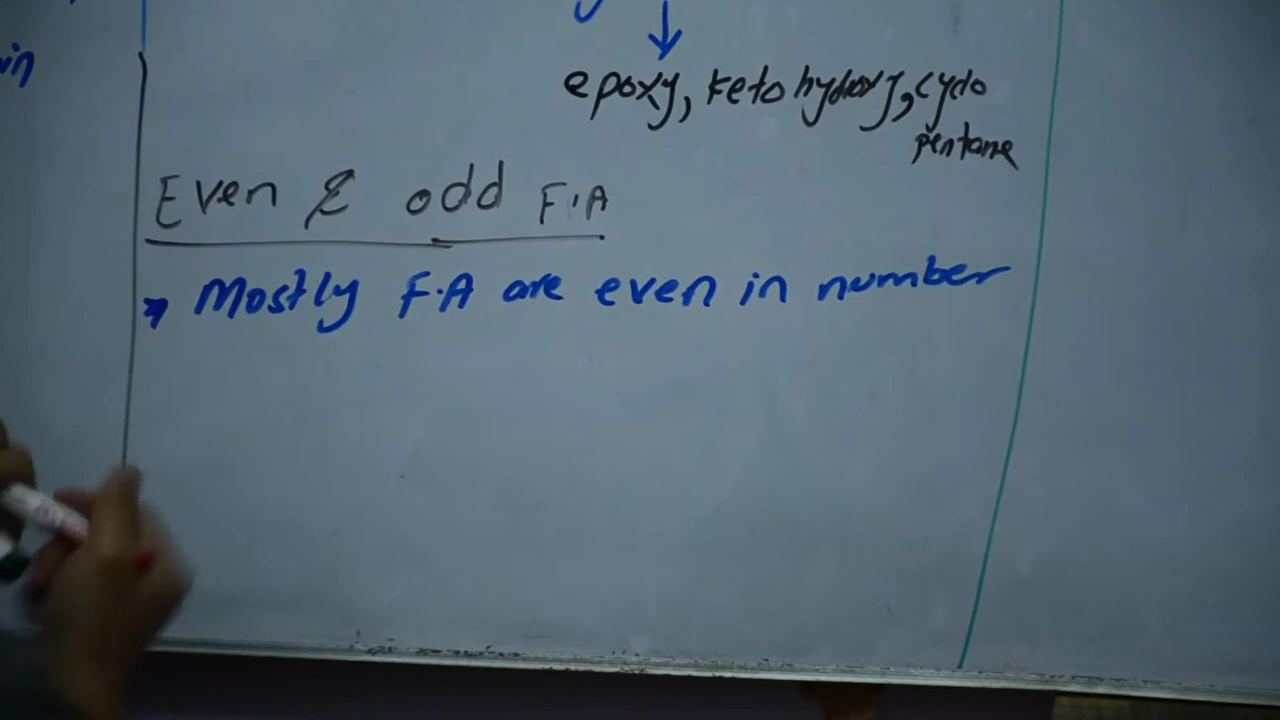 epoxy, keto hydroxy, cyclo
pentane
Even & odd F.A
→ Mostly F.A are even in number